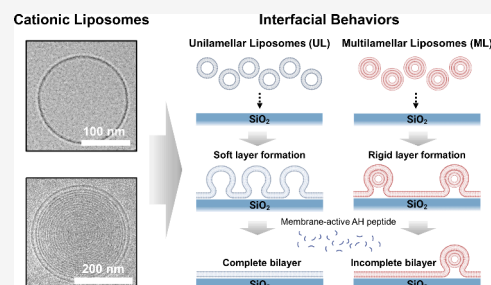 Cationic Liposomes
Interfacial Behaviors
Unilamellar Liposomes (UL)
Multilamellar Liposomes (ML)
100 nm
SiO2
SiO2
Soft layer formation
Rigid layer formation
SiO2
SiO2
200 nm
Membrane-active AH peptide
Complete bilayer
Incomplete bilayer
SiO2
SiO2